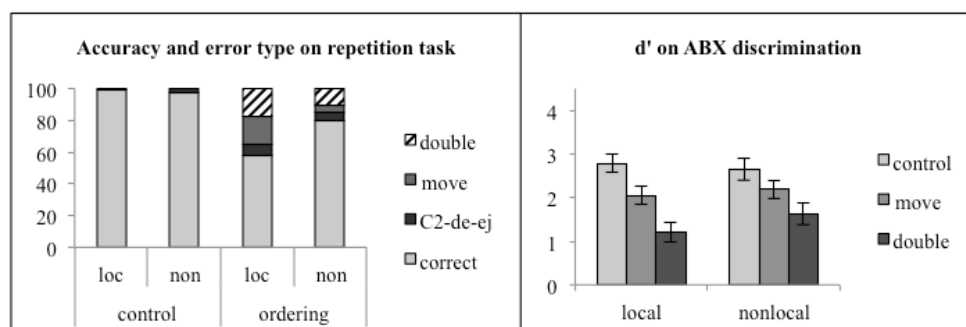 Accuracy and error type on repetition task
100
80
60
40
20
0
loc non loc non
control ordering
double
move
C2-de-ej
correct
d' on ABX discrimination
4
3
2
1
0
local nonlocal
control
move
double